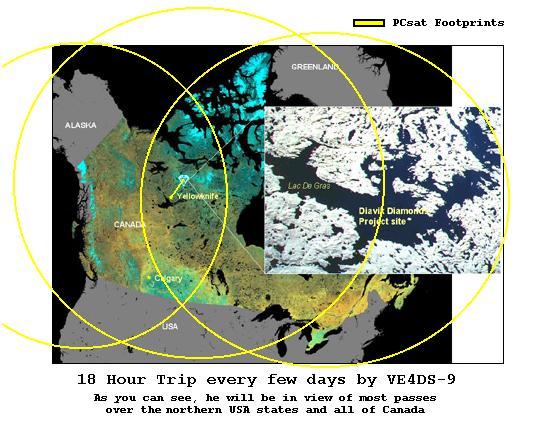 PCsat Footprints
GREENLAND
ALASKA
Lac De Gras
Yellowknife
Diavik Diamonds
Project site
CANADA
Calgary
USA
18 Hour Trip every few days by VE4DS-9
As you can see, he will be in view of most passes
over the northern USA states and all of Canada